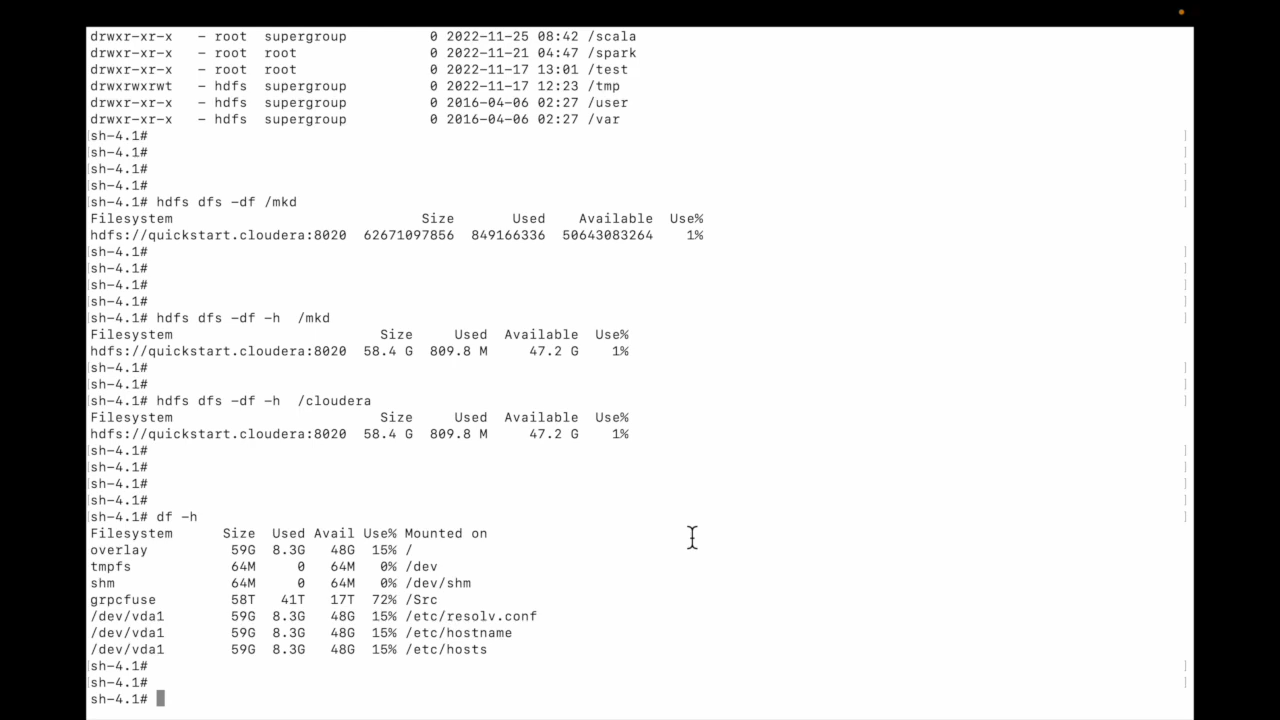 drwxr-xr-x   - root  supergroup          0 2022-11-25 08:42 /scala
drwxr-xr-x   - root  root                0 2022-11-21 04:47 /spark
drwxr-xr-x   - root  root                0 2022-11-17 13:01 /test
drwxrwxrwt   - hdfs  supergroup          0 2022-11-17 12:23 /tmp
drwxr-xr-x   - hdfs  supergroup          0 2016-04-06 02:27 /user
drwxr-xr-x   - hdfs  supergroup          0 2016-04-06 02:27 /var
sh-4.1#
sh-4.1#
sh-4.1#
sh-4.1#
sh-4.1# hdfs dfs -df /mkd
Filesystem                              Size       Used    Available  Use%
hdfs://quickstart.cloudera:8020  62671097856  849166336  50643083264    1%
sh-4.1#
sh-4.1#
sh-4.1#
sh-4.1#
sh-4.1# hdfs dfs -df -h  /mkd
Filesystem                         Size     Used  Available  Use%
hdfs://quickstart.cloudera:8020  58.4 G  809.8 M     47.2 G    1%
sh-4.1#
sh-4.1#
sh-4.1# hdfs dfs -df -h  /cloudera
Filesystem                         Size     Used  Available  Use%
hdfs://quickstart.cloudera:8020  58.4 G  809.8 M     47.2 G    1%
sh-4.1#
sh-4.1#
sh-4.1#
sh-4.1#
sh-4.1# df -h
Filesystem      Size  Used Avail Use% Mounted on
overlay          59G  8.3G   48G  15% /
tmpfs            64M     0   64M   0% /dev
shm              64M     0   64M   0% /dev/shm
grpcfuse         58T   41T   17T  72% /Src
/dev/vda1        59G  8.3G   48G  15% /etc/resolv.conf
/dev/vda1        59G  8.3G   48G  15% /etc/hostname
/dev/vda1        59G  8.3G   48G  15% /etc/hosts
sh-4.1#
sh-4.1#
sh-4.1#